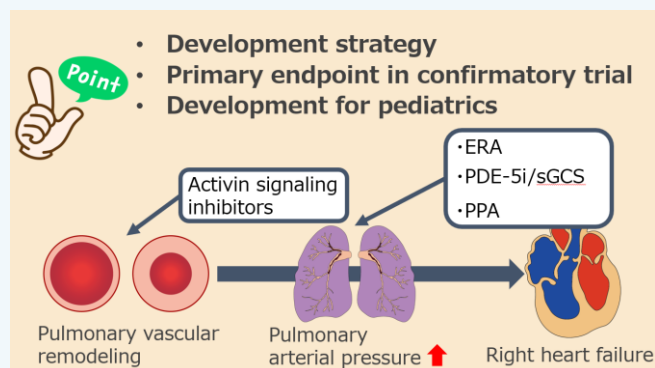 Point
・ Development strategy
・ Primary endpoint in confirmatory trial
・ Development for pediatrics
・ERA
・PDE-5i/sGCS
・PPA
Activin signaling
inhibitors
Pulmonary vascular
remodeling
Pulmonary
arterial pressure
Right heart failure